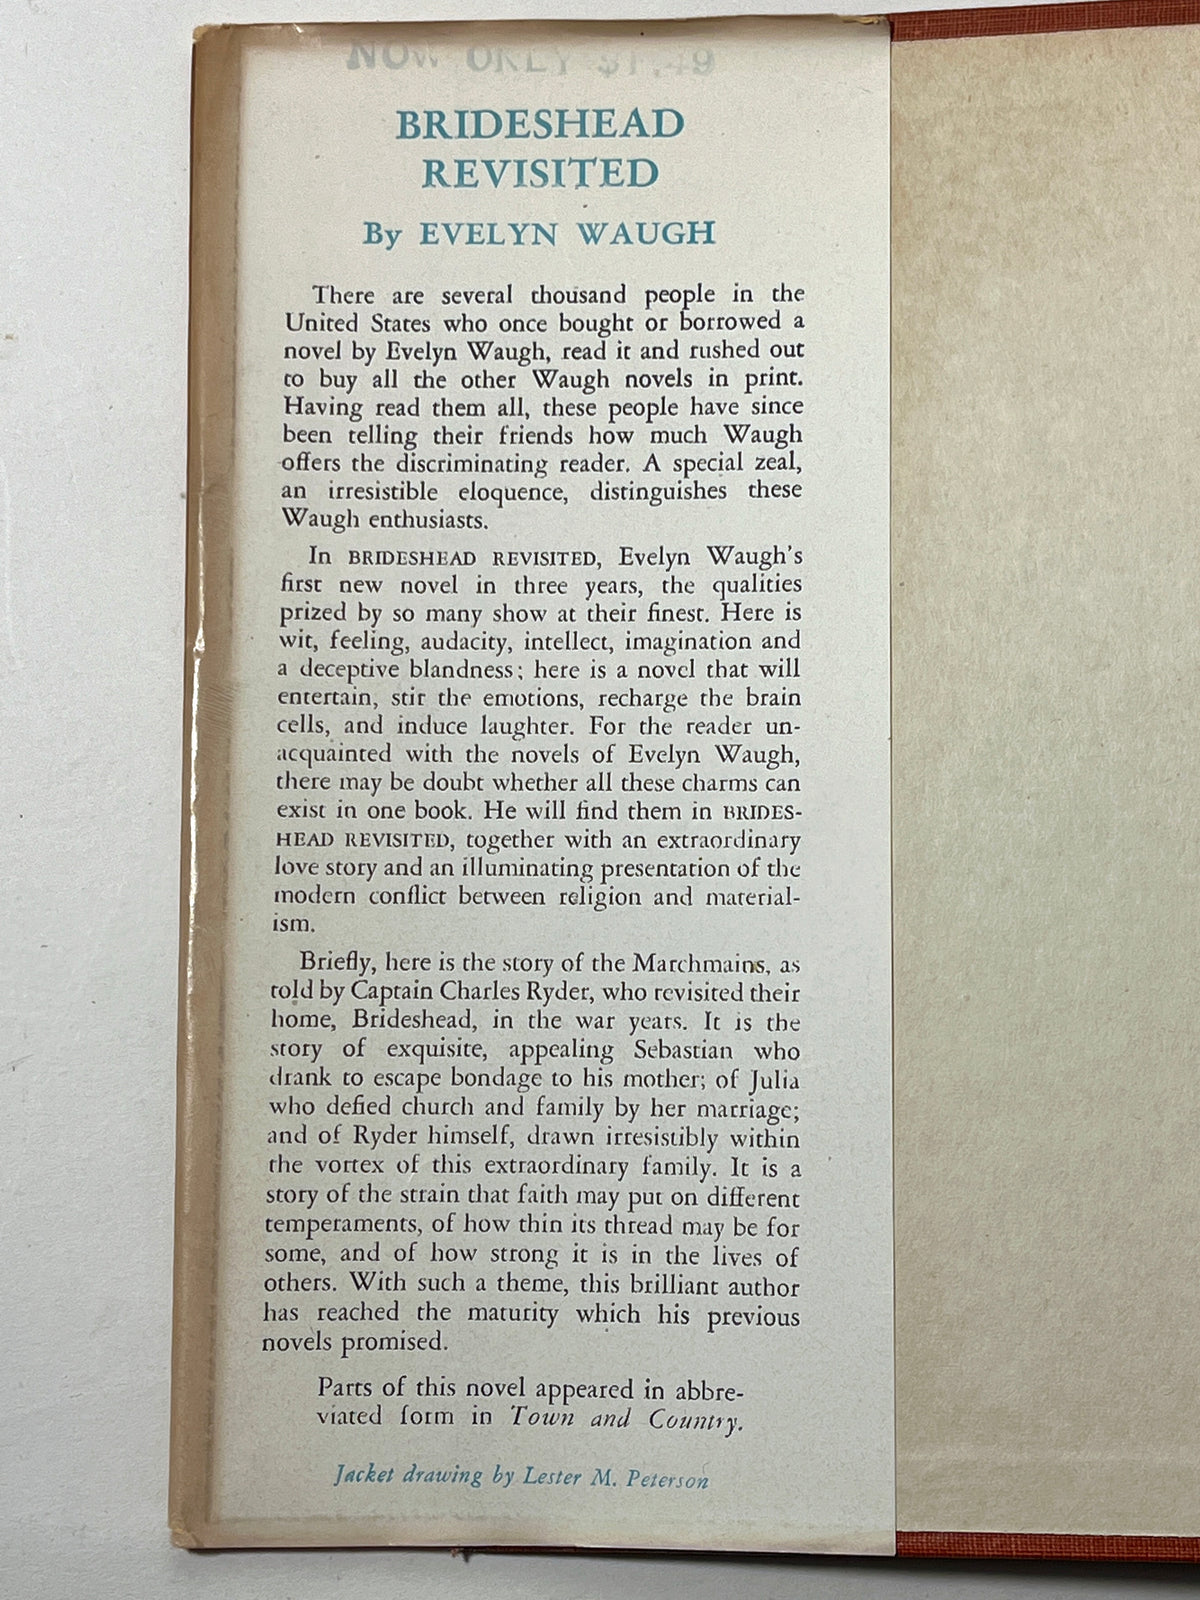 NOW ONLY $1.49
BRIDESHEAD
REVISITED
By EVELYN WAUGH
There are several thousand people in the
United States who once bought or borrowed a
novel by Evelyn Waugh, read it and rushed out
to buy all the other Waugh novels in print.
Having read them all, these people have since
been telling their friends how much Waugh
offers the discriminating reader. A special zeal,
an irresistible eloquence, distinguishes these
Waugh enthusiasts.
In BRIDESHEAD REVISITED, Evelyn Waugh's
first new novel in three years, the qualities
prized by so many show at their finest. Here is
wit, feeling, audacity, intellect, imagination and
a deceptive blandness; here is a novel that will
entertain, stir the emotions, recharge the brain
cells, and induce laughter. For the reader un-
acquainted with the novels of Evelyn Waugh,
there may be doubt whether all these charms can
exist in one book. He will find them in BRIDES-
HEAD REVISITED, together with an extraordinary
love story and an illuminating presentation of the
modern conflict between religion and material-
ism.
Briefly, here is the story of the Marchmains, as
told by Captain Charles Ryder, who revisited their
home, Brideshead, in the war years. It is the
story of exquisite, appealing Sebastian who
drank to escape bondage to his mother; of Julia
who defied church and family by her marriage;
and of Ryder himself, drawn irresistibly within
the vortex of this extraordinary family. It is a
story of the strain that faith may put on different
temperaments, of how thin its thread may be for
some, and of how strong it is in the lives of
others. With such a theme, this brilliant author
has reached the maturity which his previous
novels promised.
Parts of this novel appeared in abbre-
viated form in Town and Country.
Jacket drawing by Lester M. Peterson